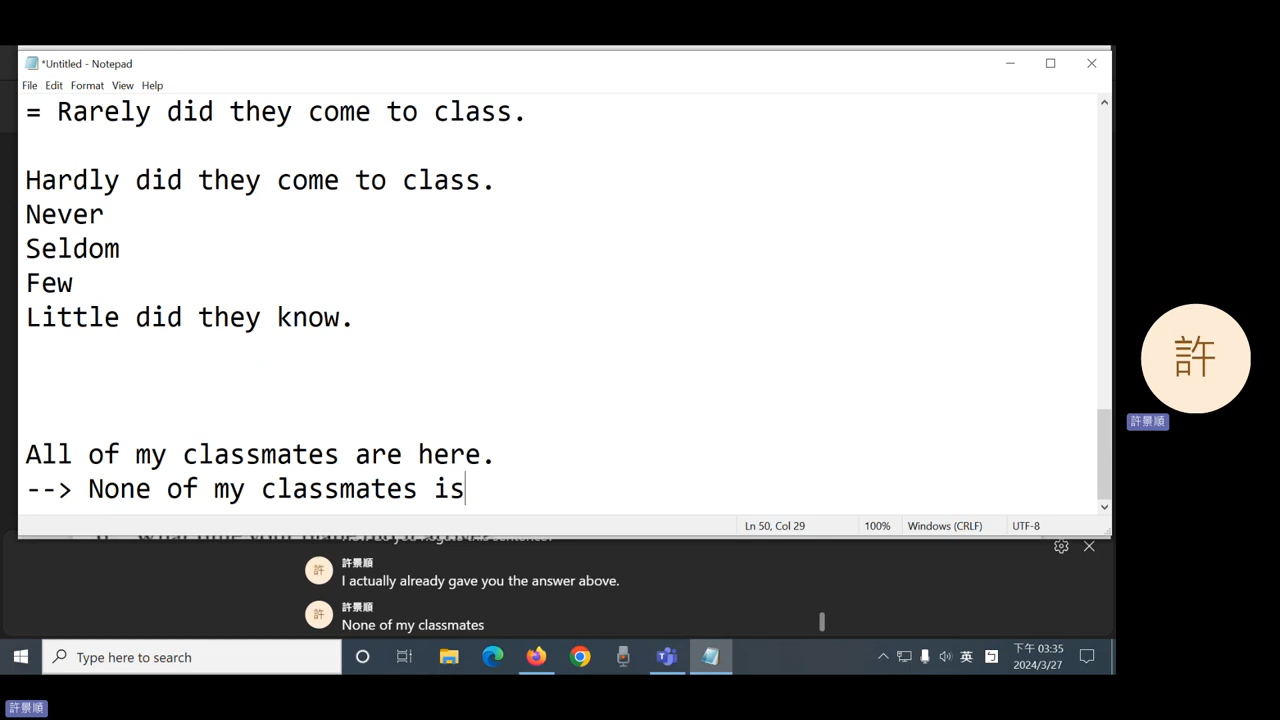 *Untitled - Notepad
File Edit Format View Help
= Rarely did they come to class.
Hardly did they come to class.
Never
Seldom
Few
Little did they know.
All of my classmates are here.
--> None of my classmates is
Ln 50, Col 29 100% Windows (CRLF) UTF-8
許景順
I actually already gave you the answer above.
許景順
None of my classmates
許
許
許
許景順
Type here to search
英
下午 03:35
2024/3/27
許景順